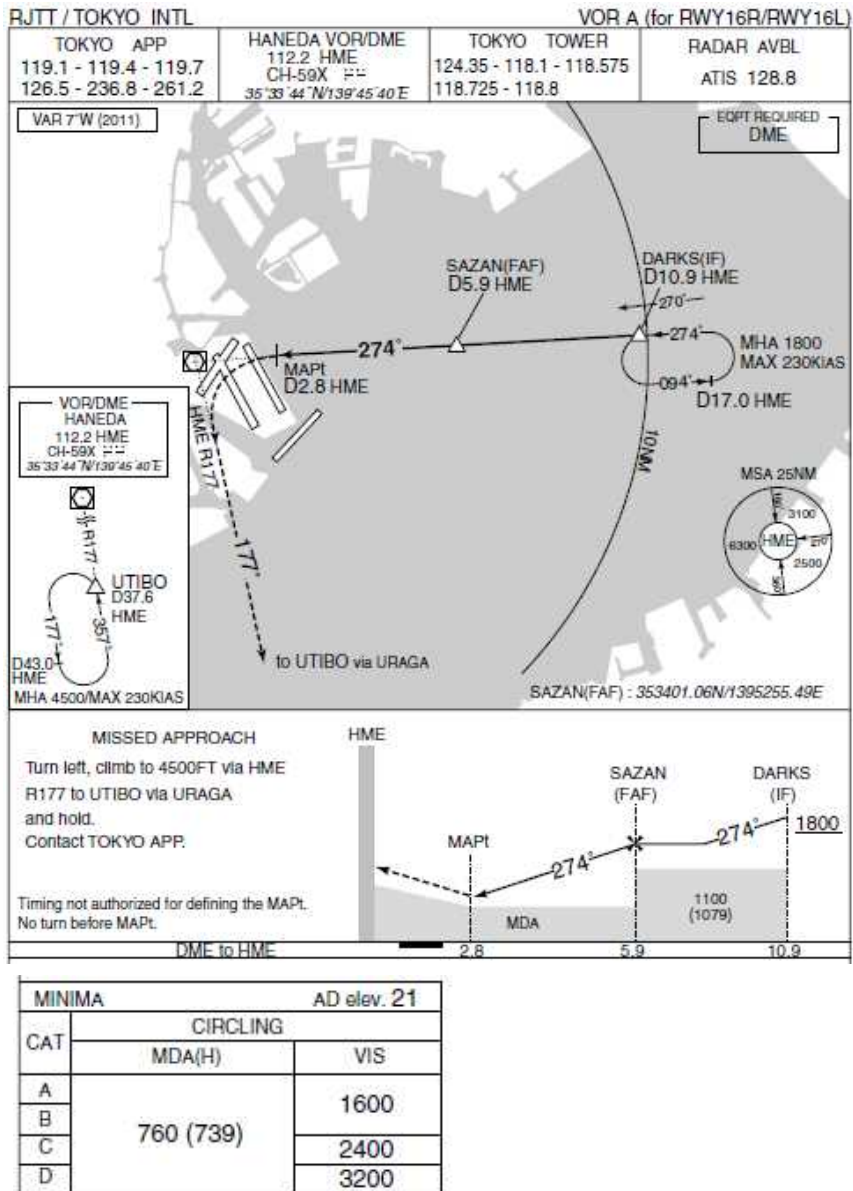 RJTT / TOKYO INTL
VOR A (for RWY16R/RWY16L)
TOKYO APP
119.1 - 119.4 - 119.7
126.5 - 236.8 - 261.2
HANEDA VOR/DME
112.2 HME
CH-59X
35°33´44˝N/139°45´40˝E
TOKYO TOWER
124.35 - 118.1 - 118.575
118.725 - 118.8
RADAR AVBL
ATIS 128.8
VAR 7°W (2011)
EQPT REQUIRED
DME
SAZAN(FAF)
D5.9 HME
DARKS(IF)
D10.9 HME
270°
274°
274°
MHA 1800
MAX 230KIAS
094°
D17.0 HME
MAPt
D2.8 HME
HME R177
177°
10NM
to UTIBO via URAGA
VOR/DME
HANEDA
112.2 HME
CH-59X
35°33´44˝N/139°45´40˝E
R177
UTIBO
D37.6
HME
177°
357°
D43.0
HME
MHA 4500/MAX 230KIAS
MSA 25NM
3100
HME
6300
2500
SAZAN(FAF) : 353401.06N/1395255.49E
MISSED APPROACH
Turn left, climb to 4500FT via HME
R177 to UTIBO via URAGA
and hold.
Contact TOKYO APP.
Timing not authorized for defining the MAPt.
No turn before MAPt.
HME
MAPt
SAZAN
(FAF)
DARKS
(IF)
1800
274°
274°
MDA
1100
(1079)
DME to HME
2.8
5.9
10.9
MINIMA
AD elev. 21
CAT
CIRCLING
MDA(H)
VIS
A
B
C
D
760 (739)
1600
2400
3200